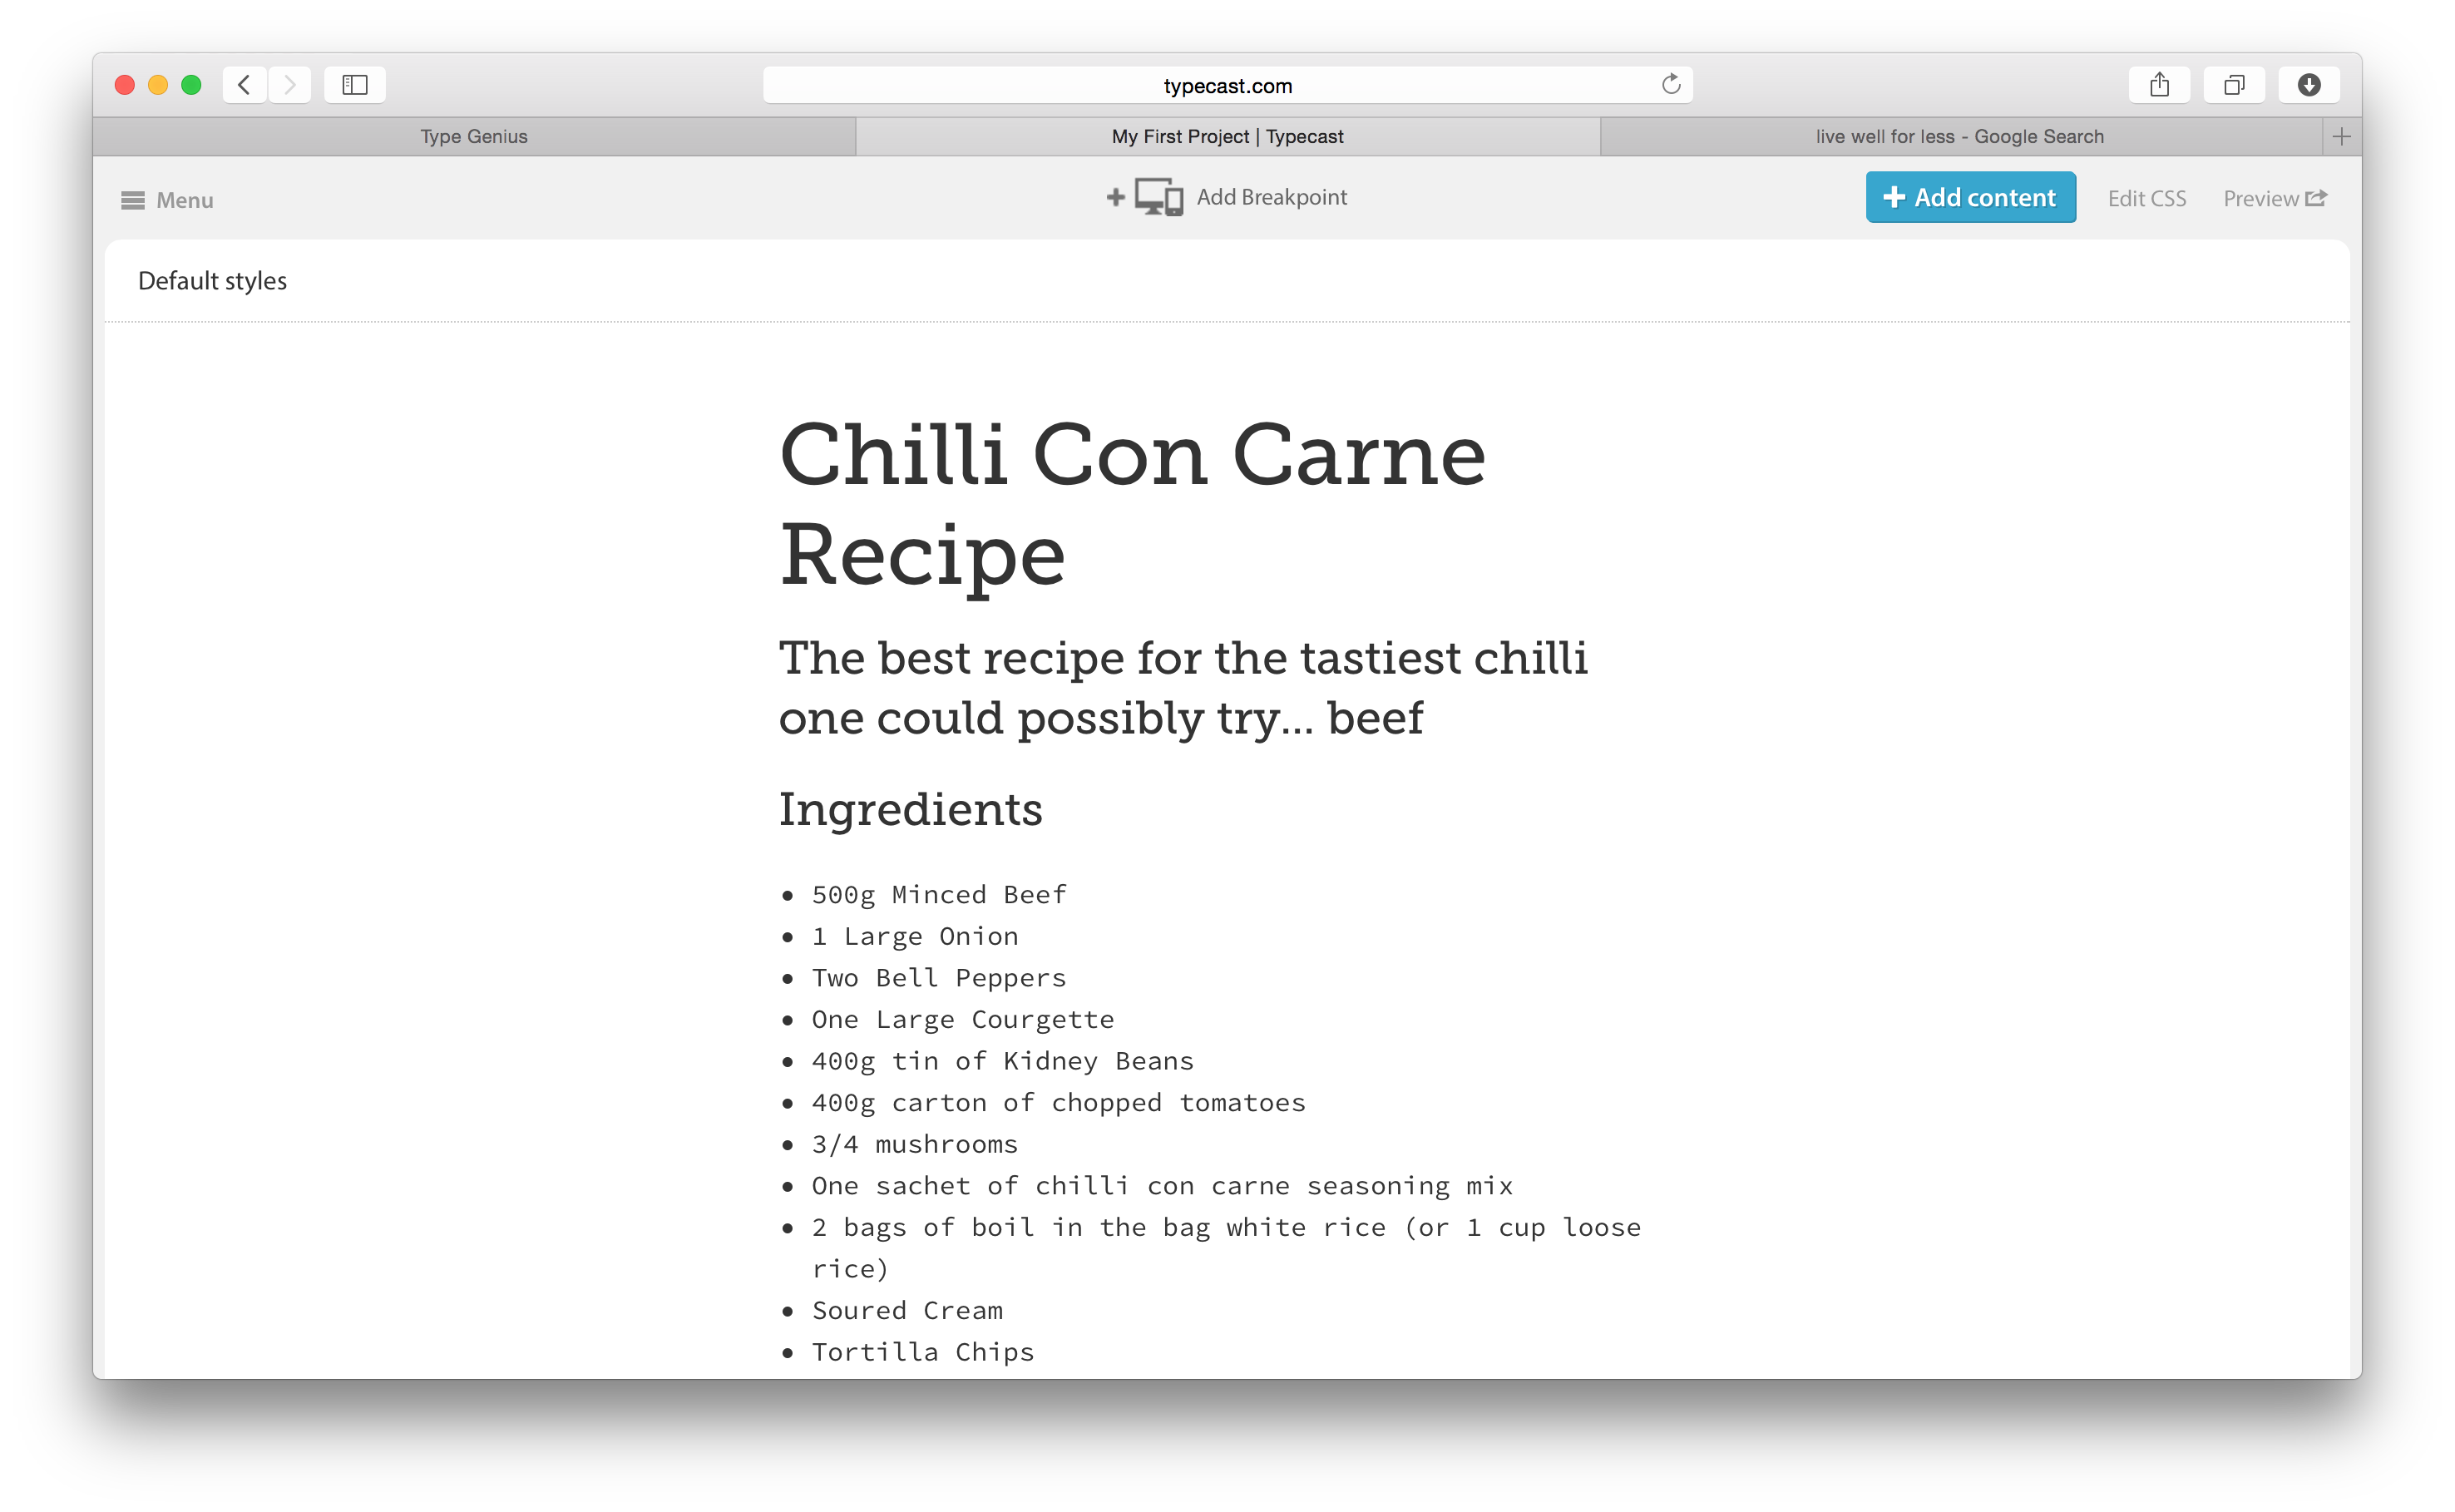 typecast.com
Type Genius
My First Project | Typecast
live well for less - Google Search
Menu
Add Breakpoint
Add content
Edit CSS
Preview
Default styles
Chilli Con Carne
Recipe
The best recipe for the tastiest chilli
one could possibly try... beef
Ingredients
• 500g Minced Beef
• 1 Large Onion
• Two Bell Peppers
• One Large Courgette
• 400g tin of Kidney Beans
• 400g carton of chopped tomatoes
• 3/4 mushrooms
• One sachet of chilli con carne seasoning mix
• 2 bags of boil in the bag white rice (or 1 cup loose
rice)
• Soured Cream
• Tortilla Chips